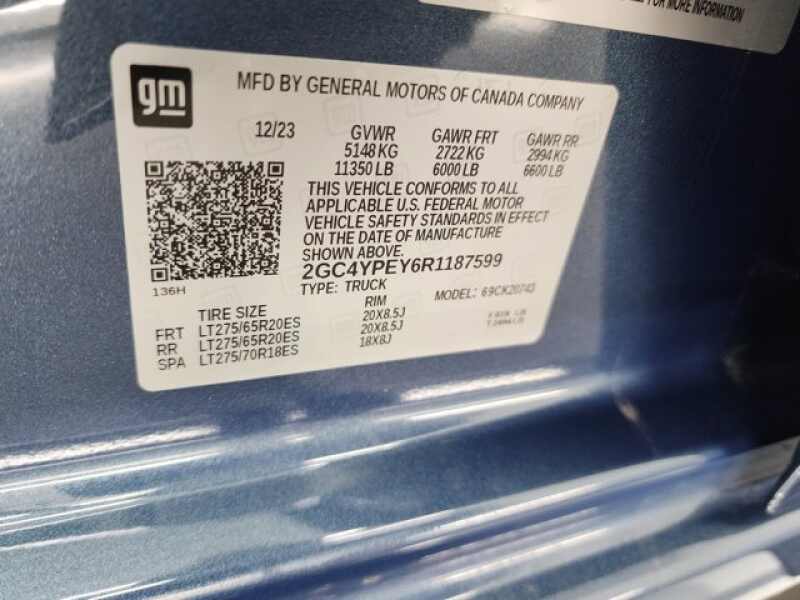 ALL FOR MORE INFORMATION
gm
MFD BY GENERAL MOTORS OF CANADA COMPANY
12/23 GVWR GAWR FRT GAWR RR
5148 KG 2722 KG 2994 KG
11350 LB 6000 LB 6600 LB
THIS VEHICLE CONFORMS TO ALL
APPLICABLE U.S. FEDERAL MOTOR
VEHICLE SAFETY STANDARDS IN EFFECT
ON THE DATE OF MANUFACTURE
SHOWN ABOVE.
2GC4YPEY6R1187599
136H
TYPE: TRUCK MODEL: 69CK20743
TIRE SIZE RIM
FRT LT275/65R20ES 20X8.5J
RR LT275/65R20ES 20X8.5J
SPA LT275/70R18ES 18X8J